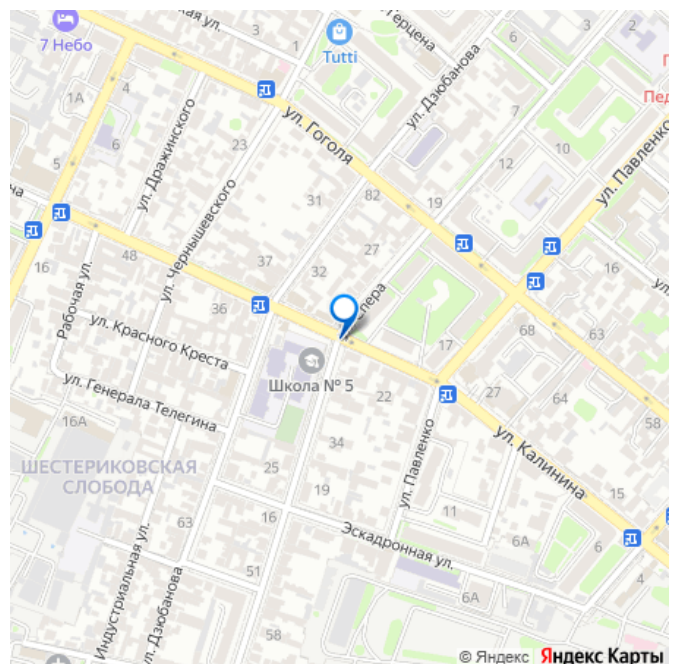 7 Небо
3
1
Tutti
ул. Дзюбанова
6
2
1А
4
7
ул. Гоголя
5
6
ул. Дражинского
23
12
10
ул. Павленко
31
82
19
ул. Чернышевского
48
37
32
27
16
16
36
Рабочая ул.
ул. Красного Креста
17
68
63
Школа № 5
22
27
64
ул. Генерала Телегина
58
16А
34
ул. Павленко
ул. Калинина
ШЕСТЕРИКОВСКАЯ
СЛОБОДА
25
19
15
63
16
11
Эскадронная ул.
6А
6
Индустриальная ул.
51
4
6А
ул. Дзюбанова
58
© Яндекс Яндекс Карты